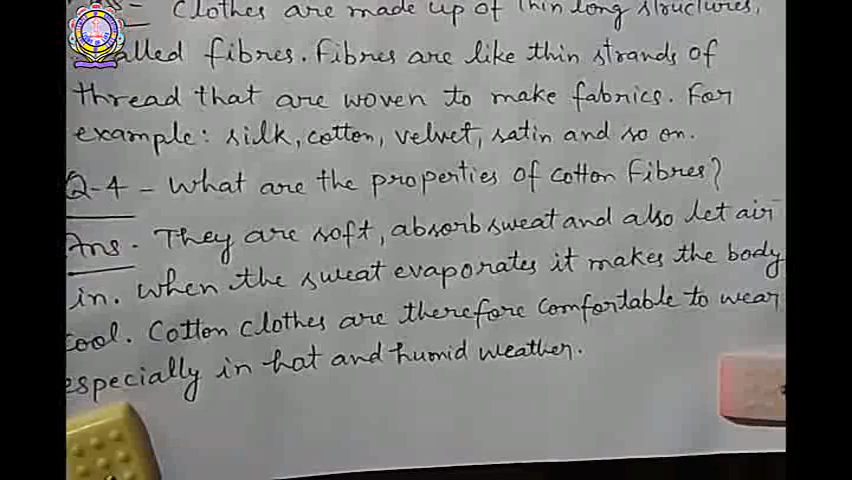 Clothes are made up of thin long structures,
called fibres. Fibres are like thin strands of
thread that are woven to make fabrics. For
example: silk, cotton, velvet, satin and so on.
Q-4 - What are the properties of cotton fibres?
Ans. They are soft, absorb sweat and also let air
in. When the sweat evaporates it makes the body
cool. Cotton clothes are therefore comfortable to wear
especially in hot and humid weather.